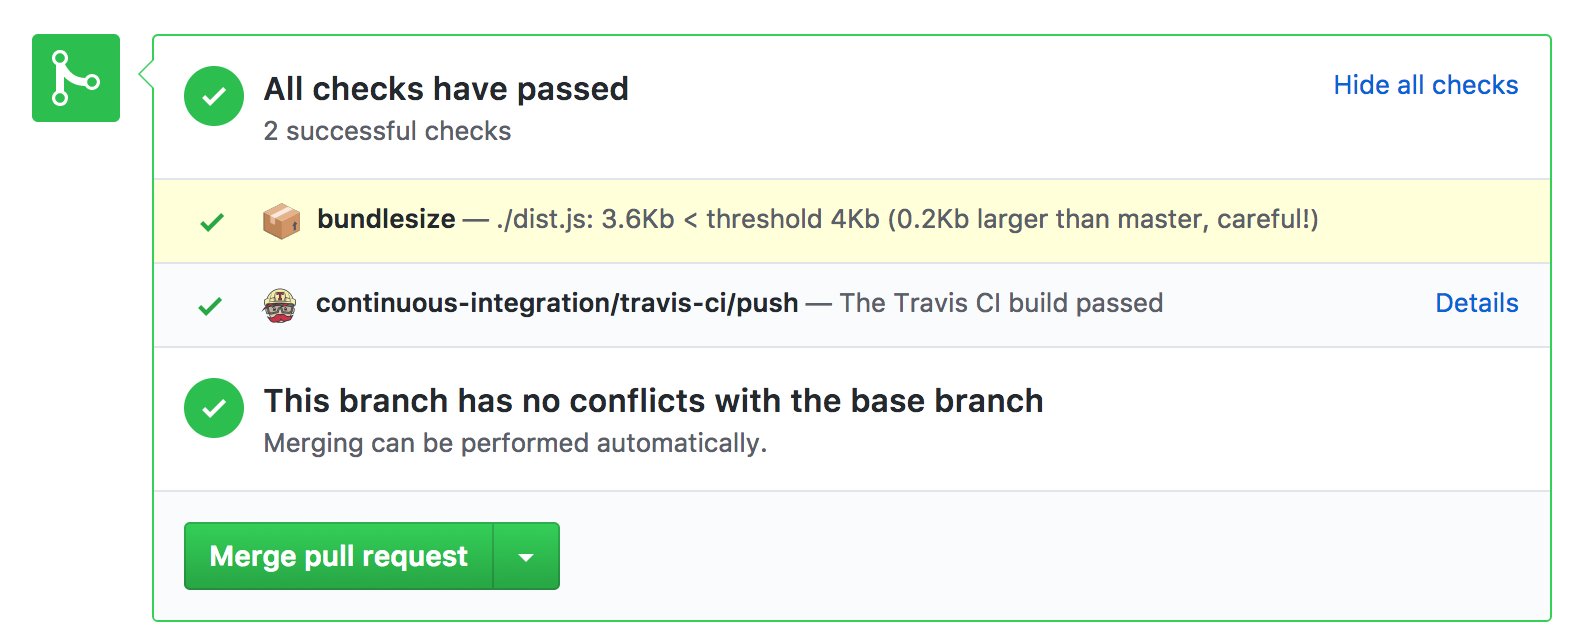 All checks have passed
Hide all checks
2 successful checks
bundlesize — ./dist.js: 3.6Kb < threshold 4Kb (0.2Kb larger than master, careful!)
continuous-integration/travis-ci/push — The Travis CI build passed
Details
This branch has no conflicts with the base branch
Merging can be performed automatically.
Merge pull request